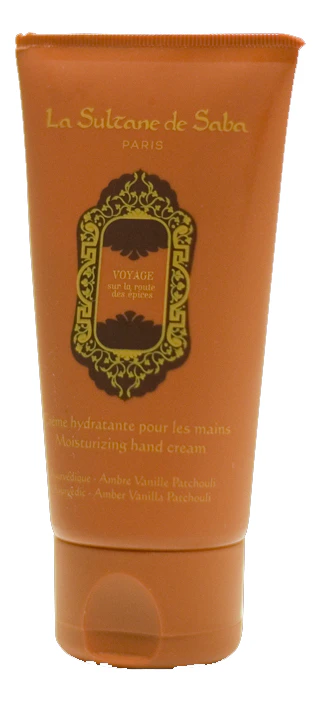 La Sultane de Saba
PARIS
VOYAGE
sur la route
des épices
hydratante pour les mains
Moisturizing hand cream
- Ambre Vanille Patchouli
- Amber Vanilla Patchouli